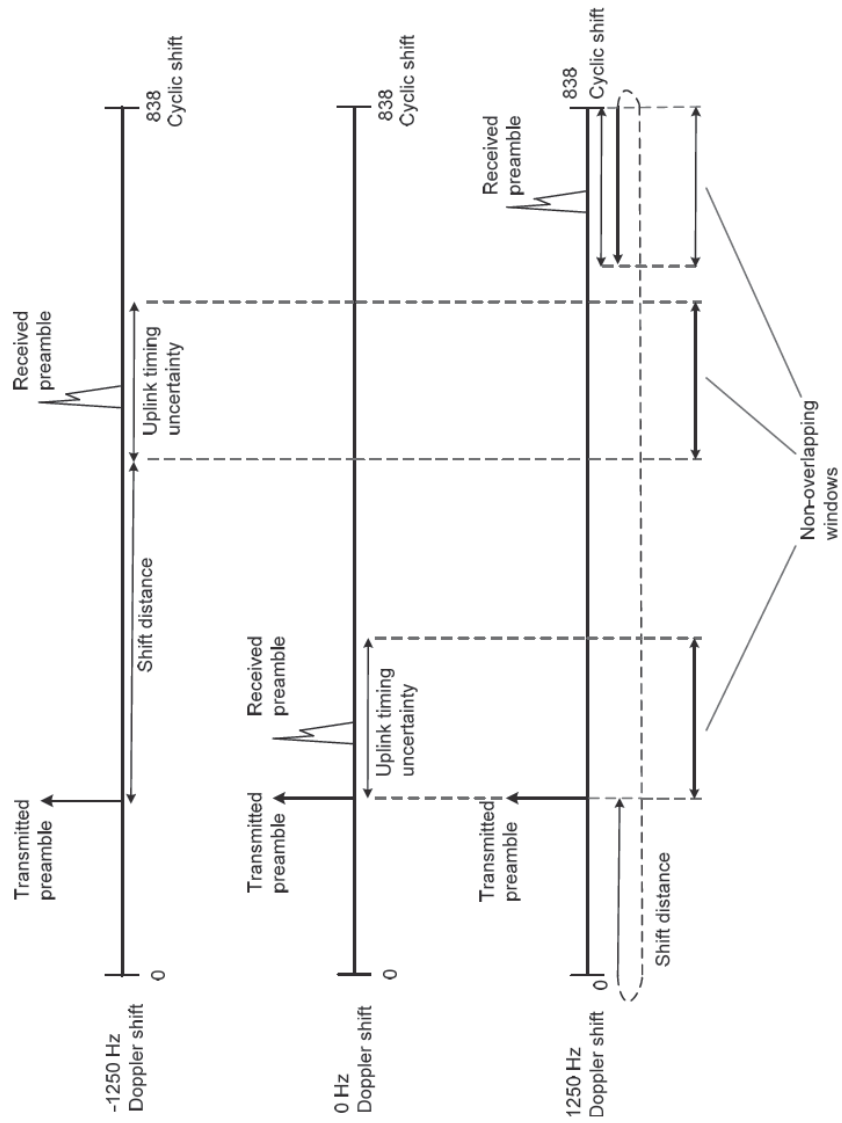 Transmitted
preamble
Received
preamble
-1250 Hz
Doppler shift
0
Shift distance
Uplink timing
uncertainty
838
Cyclic shift
Transmitted
preamble
Received
preamble
0 Hz
Doppler shift
0
Uplink timing
uncertainty
838
Cyclic shift
Transmitted
preamble
Received
preamble
1250 Hz
Doppler shift
0
838
Cyclic shift
Shift distance
Non-overlapping
windows